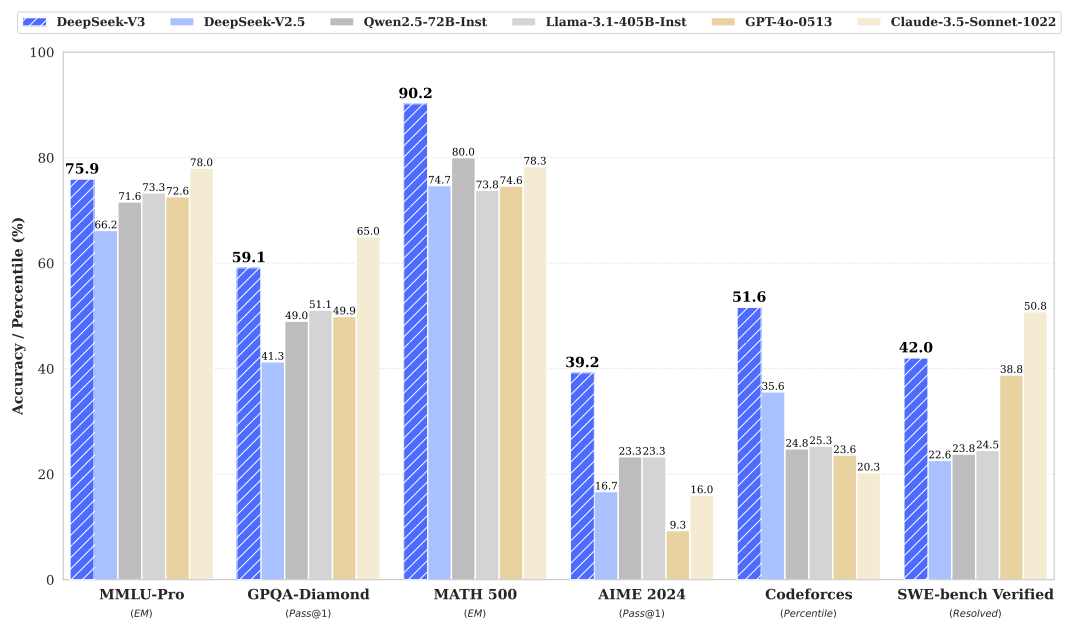 DeepSeek-V3 DeepSeek-V2.5 Qwen2.5-72B-Inst Llama-3.1-405B-Inst GPT-4o-0513 Claude-3.5-Sonnet-1022
Accuracy / Percentile (%)
100
80
60
40
20
0
75.9 66.2 71.6 73.3 72.6 78.0
59.1 41.3 49.0 51.1 49.9 65.0
90.2 74.7 80.0 73.8 74.6 78.3
39.2 16.7 23.3 23.3 9.3 16.0
51.6 35.6 24.8 25.3 23.6 20.3
42.0 22.6 23.8 24.5 38.8 50.8
MMLU-Pro GPQA-Diamond MATH 500 AIME 2024 Codeforces SWE-bench Verified
(EM) (Pass@1) (EM) (Pass@1) (Percentile) (Resolved)